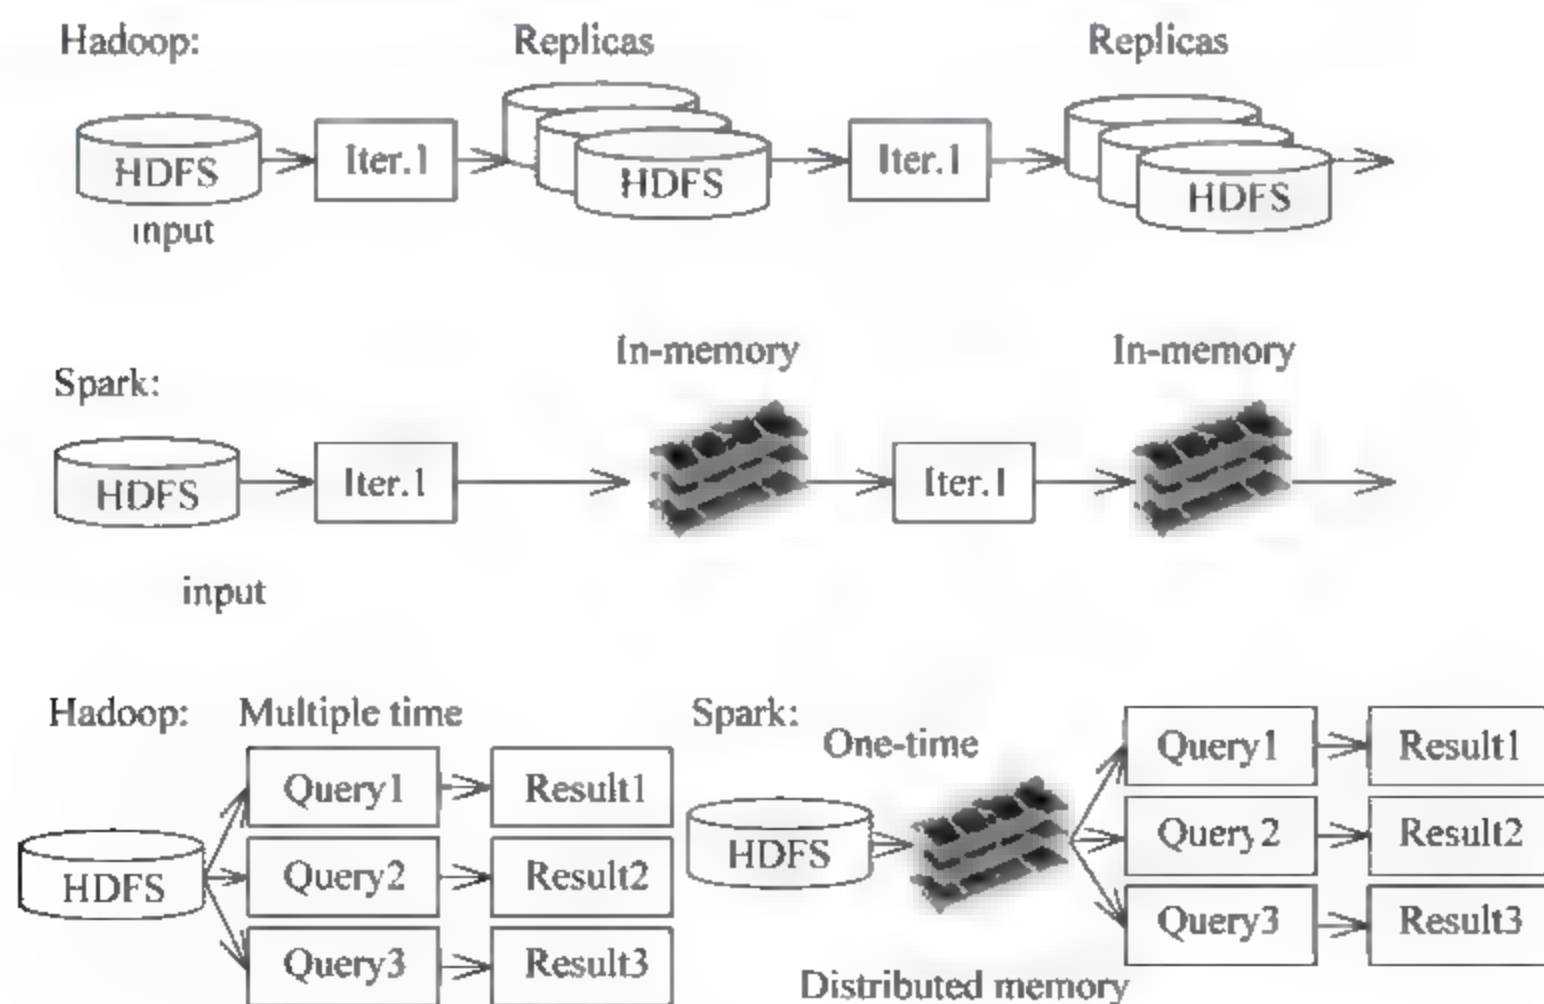 Hadoop:
Replicas
Replicas
HDFS
Iter.1
HDFS
Iter.1
HDFS
input
In-memory
In-memory
Spark:
HDFS
Iter.1
Iter.1
input
Hadoop:
Multiple time
HDFS
Query1
Result1
Query2
Result2
Query3
Result3
Spark:
One-time
HDFS
Distributed memory
Query1
Result1
Query2
Result2
Query3
Result3